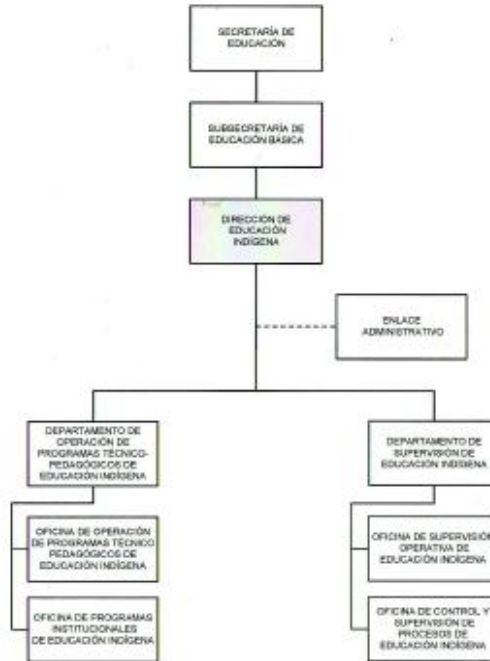 SECRETARÍA DE
EDUCACIÓN
SUBSECRETARÍA DE
EDUCACIÓN BÁSICA
DIRECCIÓN DE
EDUCACIÓN
INDÍGENA
ENLACE
ADMINISTRATIVO
DEPARTAMENTO DE
OPERACIÓN DE
PROGRAMAS TÉCNICO-
PEDAGÓGICOS DE
EDUCACIÓN INDÍGENA
DEPARTAMENTO DE
SUPERVISIÓN DE
EDUCACIÓN INDÍGENA
OFICINA DE OPERACIÓN
DE PROGRAMAS TÉCNICO
PEDAGÓGICOS DE
EDUCACIÓN INDÍGENA
OFICINA DE SUPERVISIÓN
OPERATIVA DE
EDUCACIÓN INDÍGENA
OFICINA DE PROGRAMAS
INSTITUCIONALES
DE EDUCACIÓN INDÍGENA
OFICINA DE CONTROL Y
SUPERVISIÓN DE
PROCESOS DE
EDUCACIÓN INDÍGENA